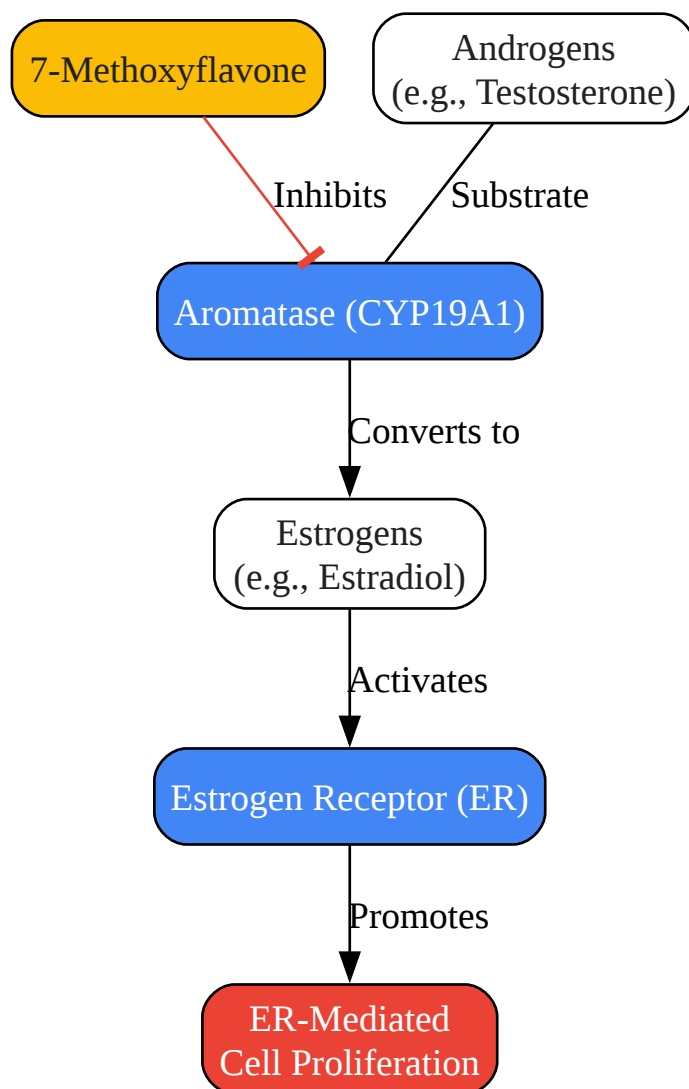 7-Methoxyflavone
Androgens
(e.g., Testosterone)
Inhibits
Substrate
Aromatase (CYP19A1)
Converts to
Estrogens
(e.g., Estradiol)
Activates
Estrogen Receptor (ER)
Promotes
ER-Mediated
Cell Proliferation